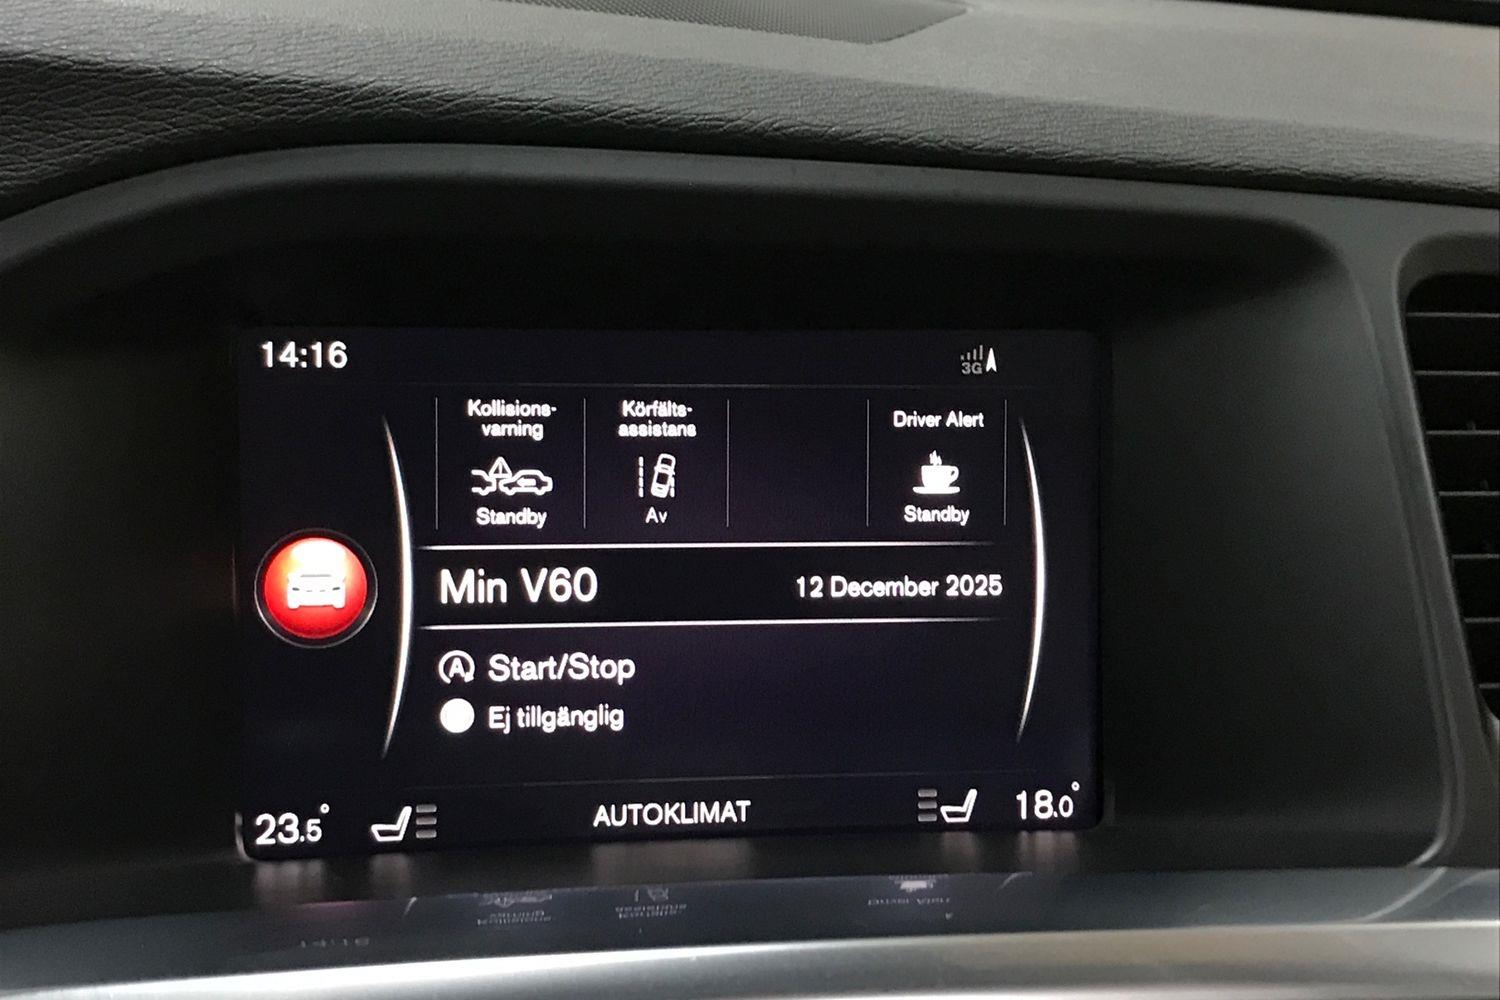 14:16
3G
Kollisions-
varning
Standby
Körfälts-
assistans
Av
Driver Alert
Standby
Min V60
12 December 2025
A Start/Stop
Ej tillgänglig
23.5°
AUTOKLIMAT
18.0°